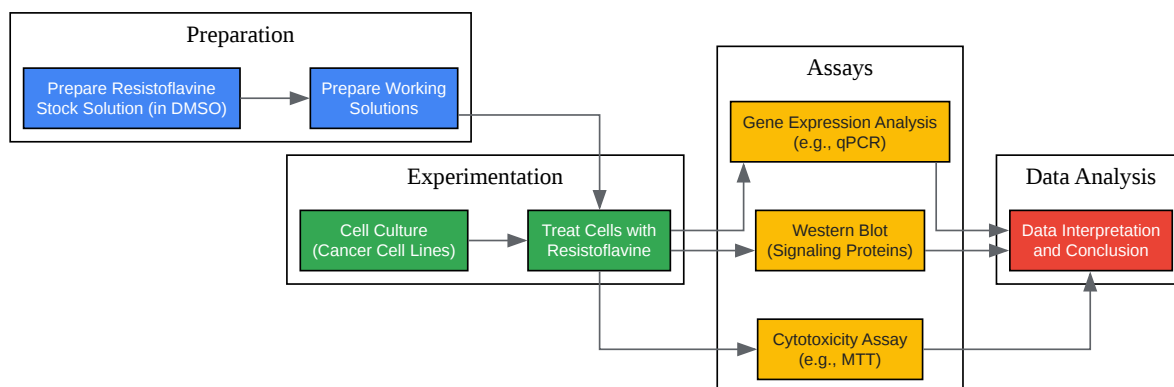 Preparation
Prepare Resistoflavine
Stock Solution (in DMSO)
Prepare Working
Solutions
Experimentation
Cell Culture
(Cancer Cell Lines)
Treat Cells with
Resistoflavine
Assays
Gene Expression Analysis
(e.g., qPCR)
Western Blot
(Signaling Proteins)
Cytotoxicity Assay
(e.g., MTT)
Data Analysis
Data Interpretation
and Conclusion